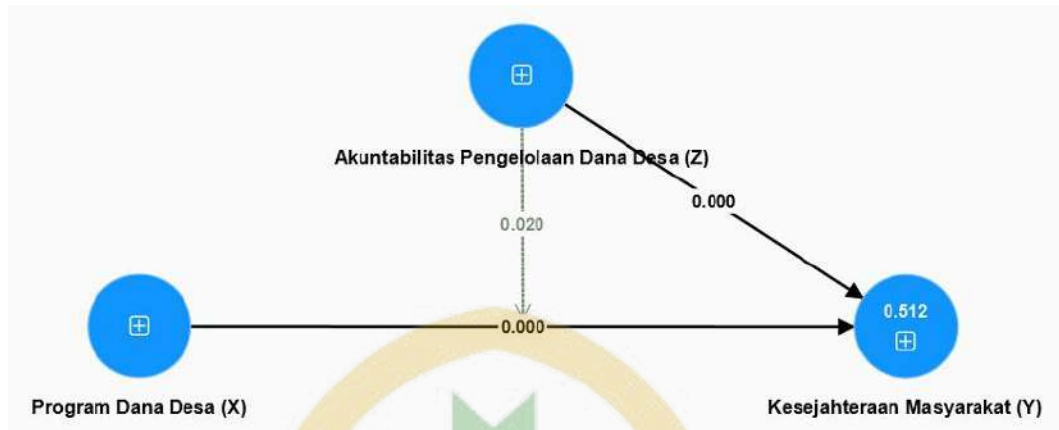 Akuntabilitas Pengelolaan Dana Desa (Z)
0.000
0.020
0.512
0.000
Program Dana Desa (X)
Kesejahteraan Masyarakat (Y)